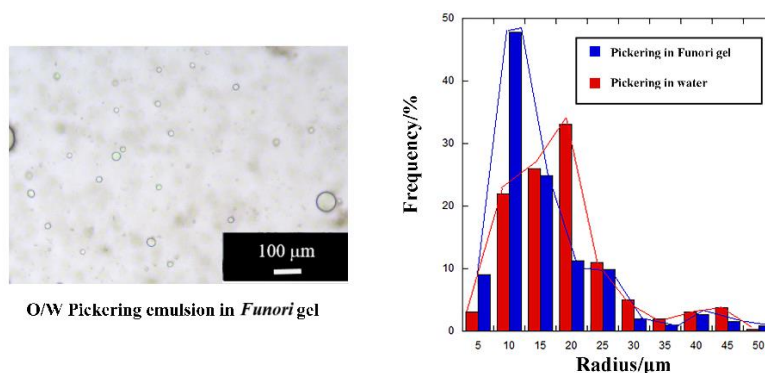 100 μm
O/W Pickering emulsion in Funori gel
Frequency/%
50
40
30
20
10
0
Pickering in Funori gel
Pickering in water
5 10 15 20 25 30 35 40 45 50
Radius/μm